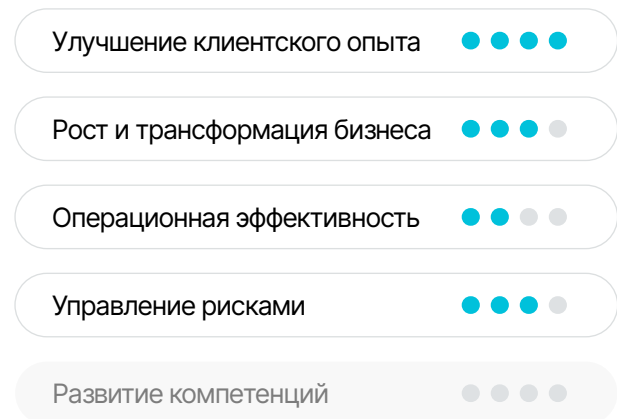 Улучшение клиентского опыта
Рост и трансформация бизнеса
Операционная эффективность
Управление рисками
Развитие компетенций